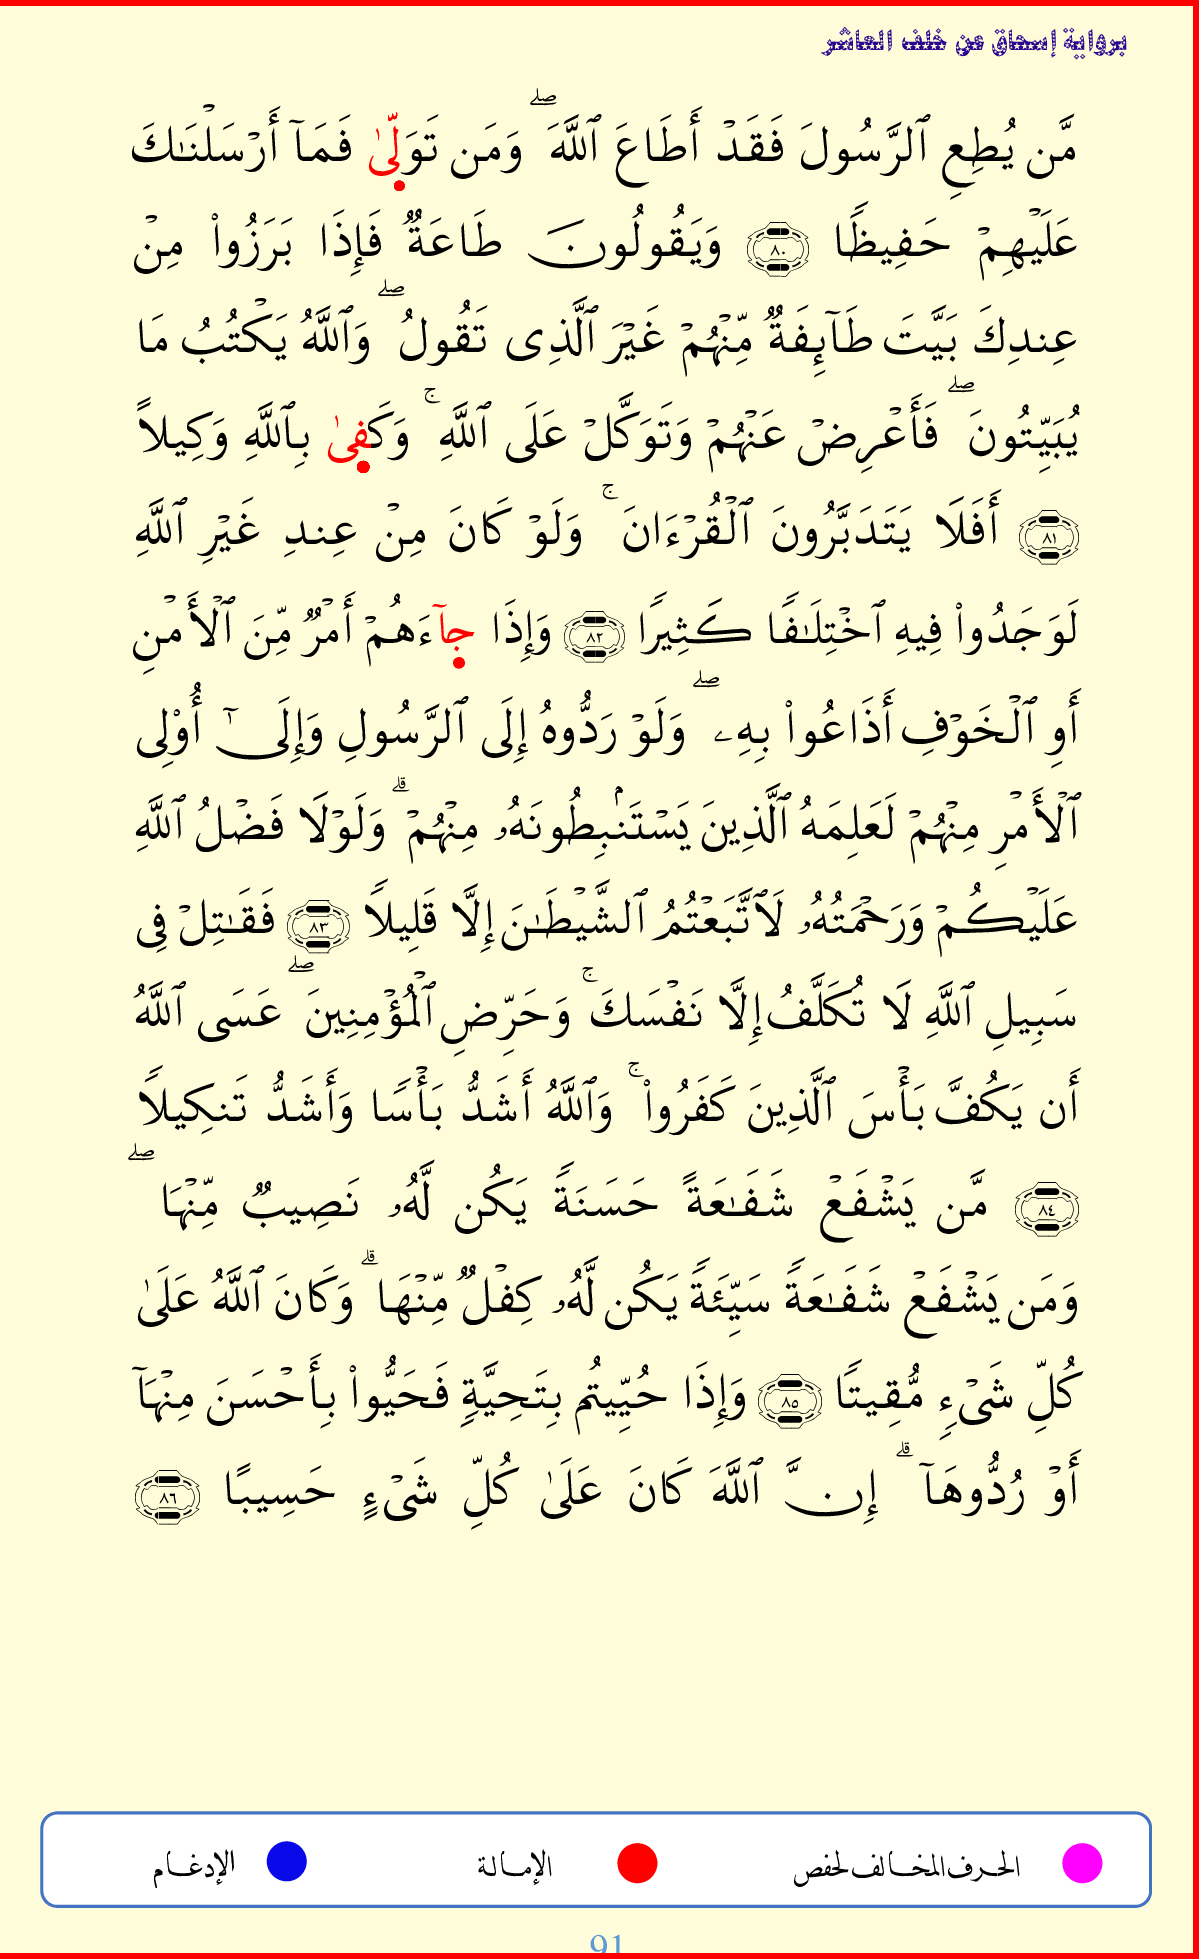 برواية إسحاق عن خلف العاشر
مَّن يُطِعِ ٱلرَّسُولَ فَقَدْ أَطَاعَ ٱللَّهَ ۖ وَمَن تَوَلَّىٰ فَمَآ أَرْسَلْنَـٰكَ
عَلَيْهِمْ حَفِيظًا ٨٠ وَيَقُولُونَ طَاعَةٌ فَإِذَا بَرَزُوا۟ مِنْ
عِندِكَ بَيَّتَ طَآئِفَةٌ مِّنْهُمْ غَيْرَ ٱلَّذِى تَقُولُ ۖ وَٱللَّهُ يَكْتُبُ مَا
يُبَيِّتُونَ ۖ فَأَعْرِضْ عَنْهُمْ وَتَوَكَّلْ عَلَى ٱللَّهِ ۚ وَكَفِىٰ بِٱللَّهِ وَكِيلاً
٨١ أَفَلَا يَتَدَبَّرُونَ ٱلْقُرْءَانَ ۚ وَلَوْ كَانَ مِنْ عِندِ غَيْرِ ٱللَّهِ
لَوَجَدُوا۟ فِيهِ ٱخْتِلَـٰفًا كَثِيرًا ٨٢ وَإِذَا جآءَهُمْ أَمْرٌ مِّنَ ٱلْأَمْنِ
أَوِ ٱلْخَوْفِ أَذَاعُوا۟ بِهِۦ ۖ وَلَوْ رَدُّوهُ إِلَى ٱلرَّسُولِ وَإِلَىٰٓ أُو۟لِى
ٱلْأَمْرِ مِنْهُمْ لَعَلِمَهُ ٱلَّذِينَ يَسْتَنۢبِطُونَهُۥ مِنْهُمْ ۗ وَلَوْلَا فَضْلُ ٱللَّهِ
عَلَيْكُمْ وَرَحْمَتُهُۥ لَٱتَّبَعْتُمُ ٱلشَّيْطَـٰنَ إِلَّا قَلِيلاً ٨٣ فَقَـٰتِلْ فِى
سَبِيلِ ٱللَّهِ لَا تُكَلَّفُ إِلَّا نَفْسَكَ ۚ وَحَرِّضِ ٱلْمُؤْمِنِينَ ۖ عَسَى ٱللَّهُ
أَن يَكُفَّ بَأْسَ ٱلَّذِينَ كَفَرُوا۟ ۚ وَٱللَّهُ أَشَدُّ بَأْسًا وَأَشَدُّ تَنكِيلاً
٨٤ مَّن يَشْفَعْ شَفَـٰعَةً حَسَنَةً يَكُن لَّهُۥ نَصِيبٌ مِّنْهَا ۖ
وَمَن يَشْفَعْ شَفَـٰعَةً سَيِّئَةً يَكُن لَّهُۥ كِفْلٌ مِّنْهَا ۗ وَكَانَ ٱللَّهُ عَلَىٰ
كُلِّ شَىْءٍ مُّقِيتًا ٨٥ وَإِذَا حُيِّيتُم بِتَحِيَّةٍ فَحَيُّوا۟ بِأَحْسَنَ مِنْهَآ
أَوْ رُدُّوهَآ ۗ إِنَّ ٱللَّهَ كَانَ عَلَىٰ كُلِّ شَىْءٍ حَسِيبًا ٨٦
الحرف المخالف لحفص الإمالة الإدغام
91